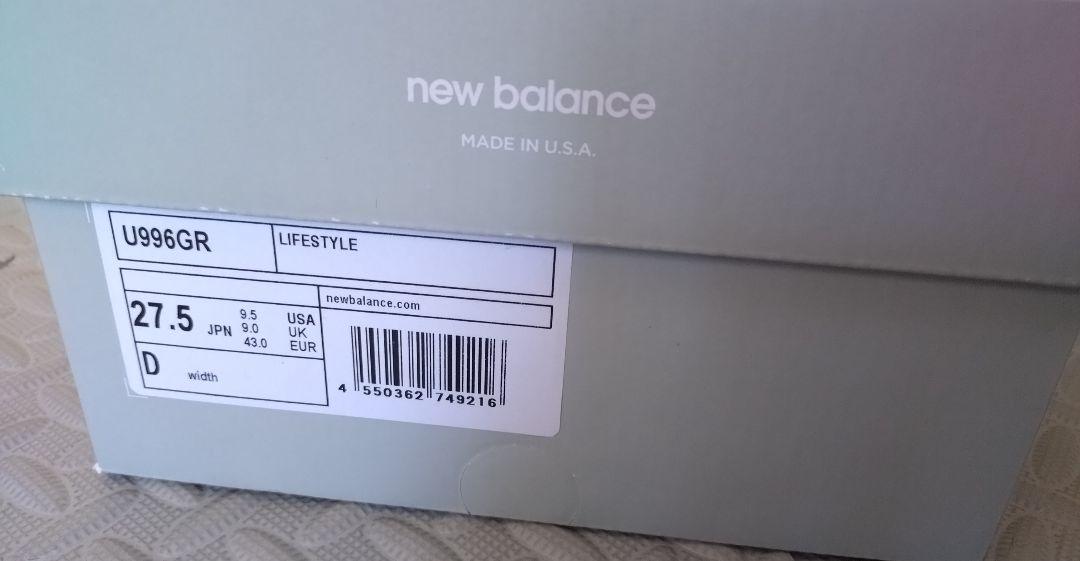 new balance
MADE IN U.S.A.
U996GR
LIFESTYLE
newbalance.com
27.5 JPN
9.5 USA
9.0 UK
43.0 EUR
D width
4 550362 749216